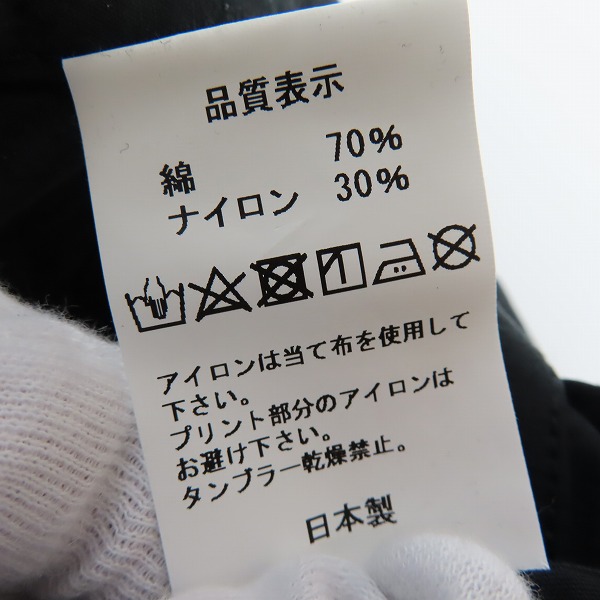 品質表示
綿 70%
ナイロン 30%
アイロンは当て布を使用して
下さい。
プリント部分のアイロンは
お避け下さい。
タンブラー乾燥禁止。
日本製